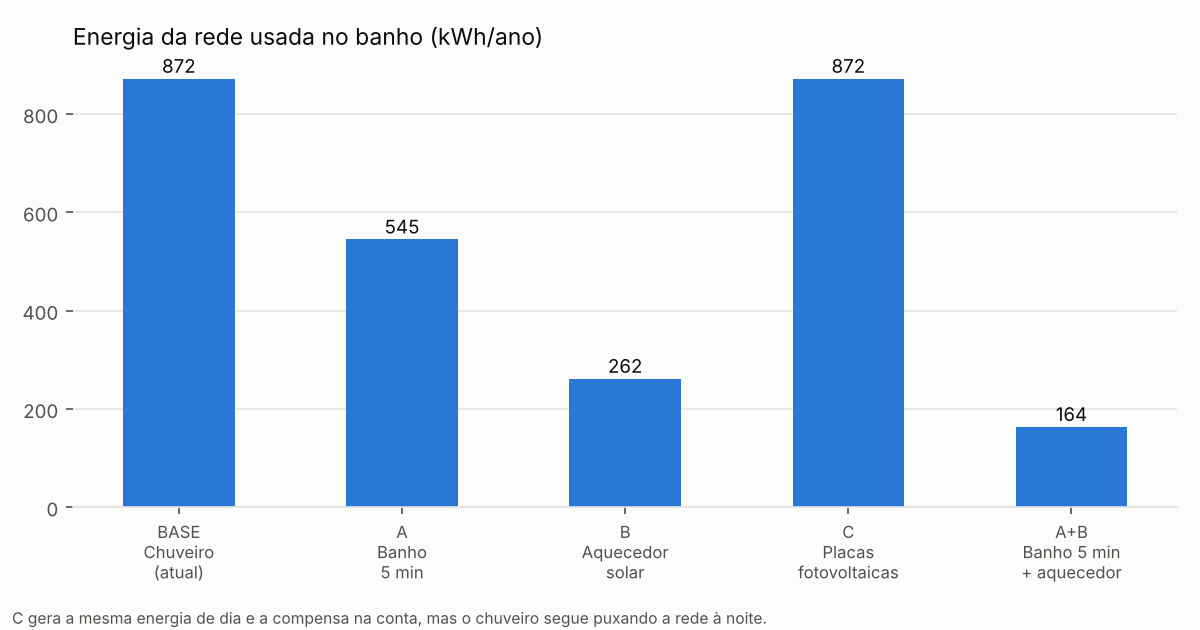 Energia da rede usada no banho (kWh/ano)
872
545
262
872
164
800
600
400
200
0
BASE
Chuveiro
(atual)
A
Banho
5 min
B
Aquecedor
solar
C
Placas
fotovoltaicas
A+B
Banho 5 min
+ aquecedor
C gera a mesma energia de dia e a compensa na conta, mas o chuveiro segue puxando a rede à noite.